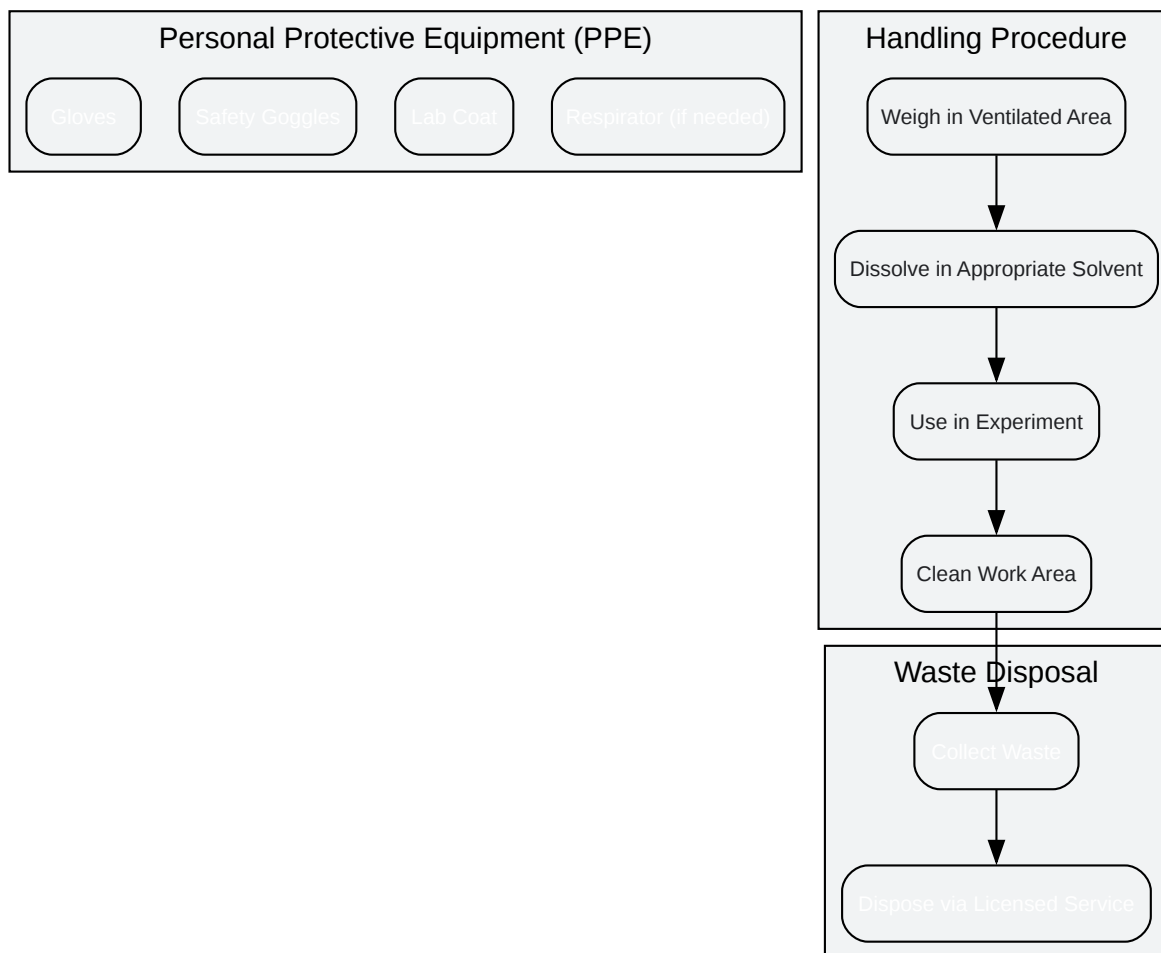 Personal Protective Equipment (PPE)
Gloves
Safety Goggles
Lab Coat
Respirator (if needed)
Handling Procedure
Weigh in Ventilated Area
Dissolve in Appropriate Solvent
Use in Experiment
Clean Work Area
Waste Disposal
Collect Waste
Dispose via Licensed Service